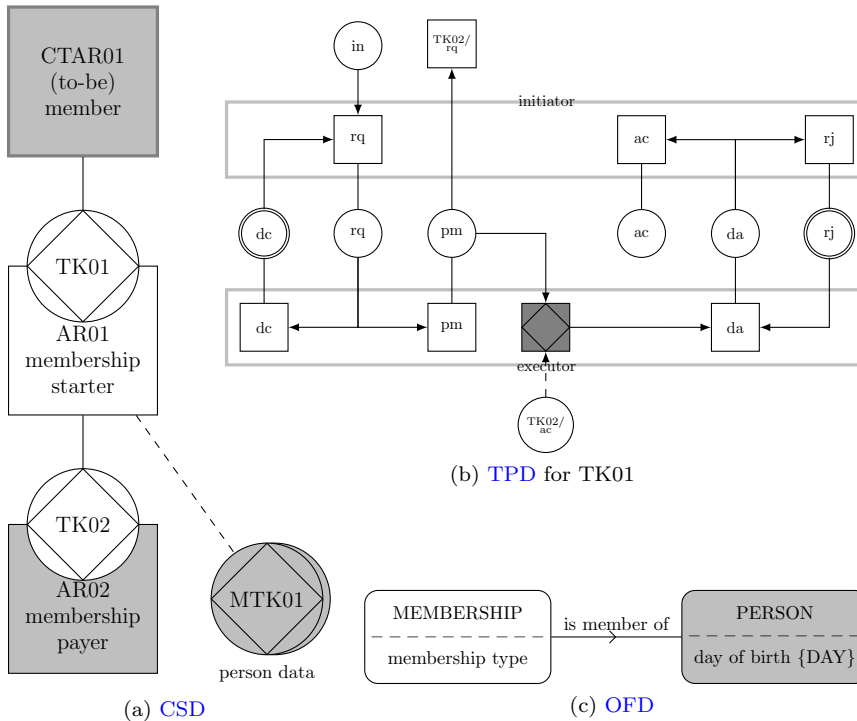 CTAR01
(to-be)
member
TK01
AR01
membership
starter
TK02
AR02
membership
payer
MTK01
person data
(a) CSD
in
TK02/
rq
initiator
rq
ac
rj
dc
rq
pm
ac
da
rj
dc
pm
da
executor
TK02/
ac
(b) TPD for TK01
MEMBERSHIP
membership type
is member of
PERSON
day of birth {DAY}
(c) OFD